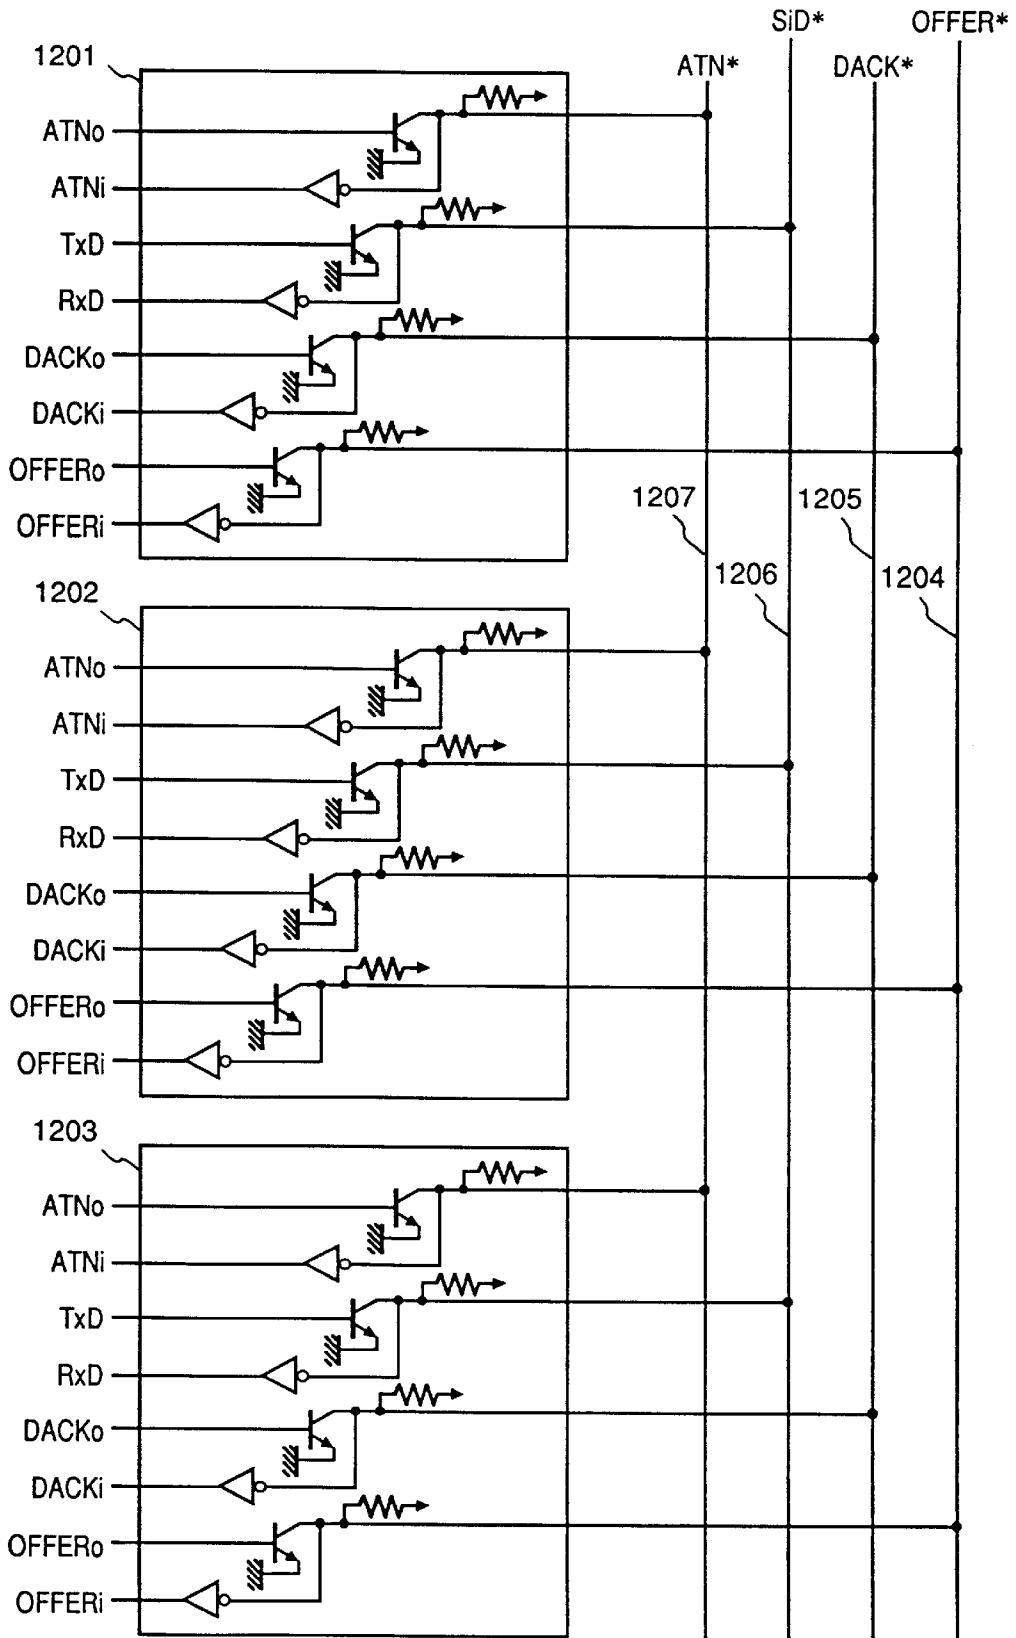 SiD*
OFFER*
ATN*
DACK*
1201
ATNo
ATNi
TxD
RxD
DACKo
DACKi
OFFERo
OFFERi
1207
1205
1206
1204
1202
ATNo
ATNi
TxD
RxD
DACKo
DACKi
OFFERo
OFFERi
1203
ATNo
ATNi
TxD
RxD
DACKo
DACKi
OFFERo
OFFERi